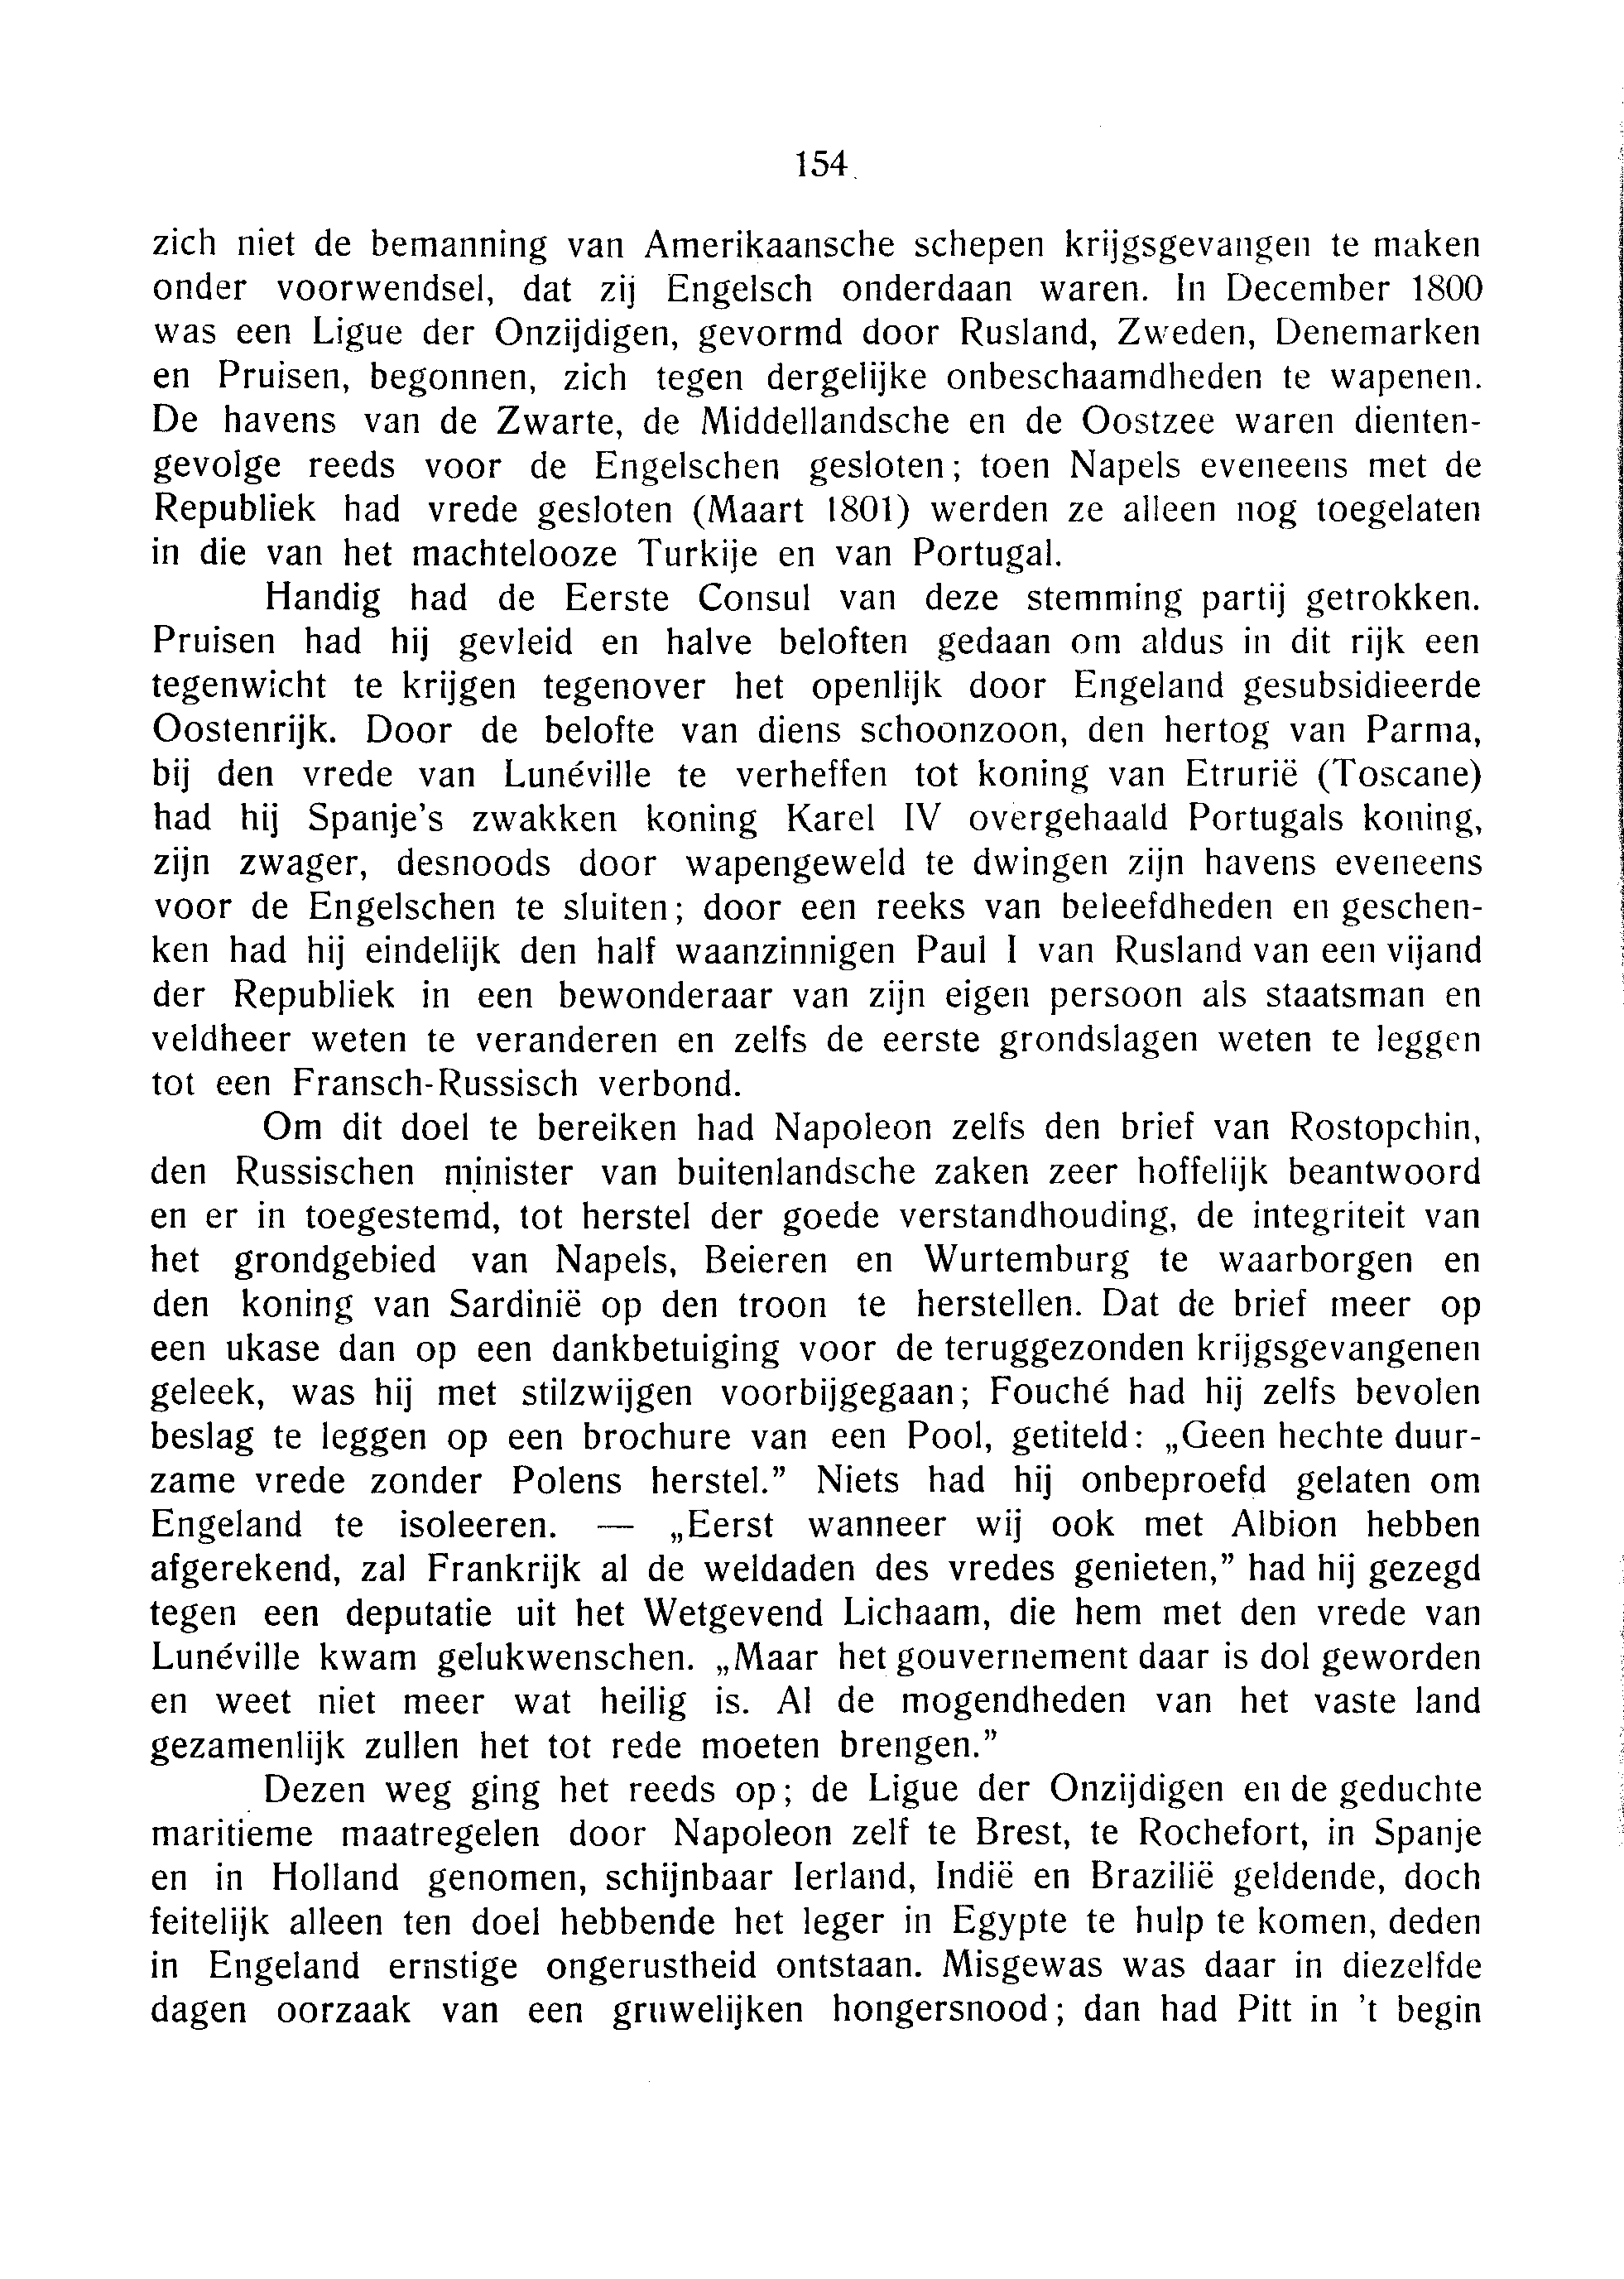 154
zich niet de bemanning van Amerikaansche schepen krijgsgevangen te maken
onder voorwendsel, dat zij Engelsch onderdaan waren. In December 1800
was een Ligue der Onzijdigen, gevormd door Rusland, Zweden, Denemarken
en Pruisen, begonnen, zich tegen dergelijke onbeschaamdheden te wapenen.
De havens van de Zwarte, de Middellandsche en de Oostzee waren dienten-
gevolge reeds voor de Engelschen gesloten; toen Napels eveneens met de
Republiek had vrede gesloten (Maart 1801) werden ze alleen nog toegelaten
in die van het machtelooze Turkije en van Portugal.
Handig had de Eerste Consul van deze stemming partij getrokken.
Pruisen had hij gevleid en halve beloften gedaan om aldus in dit rijk een
tegenwicht te krijgen tegenover het openlijk door Engeland gesubsidieerde
Oostenrijk. Door de belofte van diens schoonzoon, den hertog van Parma,
bij den vrede van Lunéville te verheffen tot koning van Etrurië (Toscane)
had hij Spanje's zwakken koning Karel IV overgehaald Portugals koning,
zijn zwager, desnoods door wapengeweld te dwingen zijn havens eveneens
voor de Engelschen te sluiten; door een reeks van beleefdheden en geschen-
ken had hij eindelijk den half waanzinnigen Paul I van Rusland van een vijand
der Republiek in een bewonderaar van zijn eigen persoon als staatsman en
veldheer weten te veranderen en zelfs de eerste grondslagen weten te leggen
tot een Fransch-Russisch verbond.
Om dit doel te bereiken had Napoleon zelfs den brief van Rostopchin,
den Russischen minister van buitenlandsche zaken zeer hoffelijk beantwoord
en er in toegestemd, tot herstel der goede verstandhouding, de integriteit van
het grondgebied van Napels, Beieren en Wurtemburg te waarborgen en
den koning van Sardinië op den troon te herstellen. Dat de brief meer op
een ukase dan op een dankbetuiging voor de teruggezonden krijgsgevangenen
geleek, was hij met stilzwijgen voorbijgegaan; Fouché had hij zelfs bevolen
beslag te leggen op een brochure van een Pool, getiteld: „Geen hechte duur-
zame vrede zonder Polens herstel.” Niets had hij onbeproefd gelaten om
Engeland te isoleeren. — „Eerst wanneer wij ook met Albion hebben
afgerekend, zal Frankrijk al de weldaden des vredes genieten,” had hij gezegd
tegen een deputatie uit het Wetgevend Lichaam, die hem met den vrede van
Lunéville kwam gelukwenschen. „Maar het gouvernement daar is dol geworden
en weet niet meer wat heilig is. Al de mogendheden van het vaste land
gezamenlijk zullen het tot rede moeten brengen.”
Dezen weg ging het reeds op; de Ligue der Onzijdigen en de geduchte
maritieme maatregelen door Napoleon zelf te Brest, te Rochefort, in Spanje
en in Holland genomen, schijnbaar Ierland, Indië en Brazilië geldende, doch
feitelijk alleen ten doel hebbende het leger in Egypte te hulp te komen, deden
in Engeland ernstige ongerustheid ontstaan. Misgewas was daar in diezelfde
dagen oorzaak van een gruwelijken hongersnood; dan had Pitt in 't begin